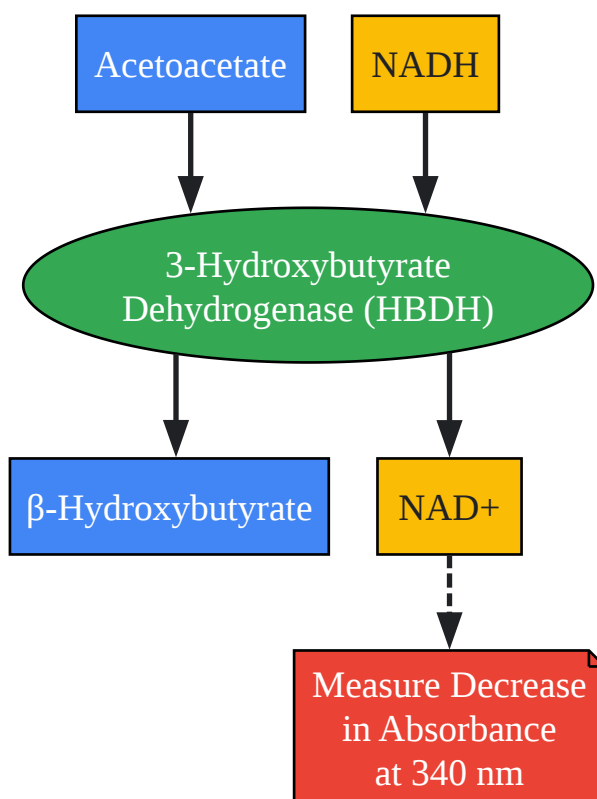 Acetoacetate
NADH
3-Hydroxybutyrate
Dehydrogenase (HBDH)
β-Hydroxybutyrate
NAD+
Measure Decrease
in Absorbance
at 340 nm